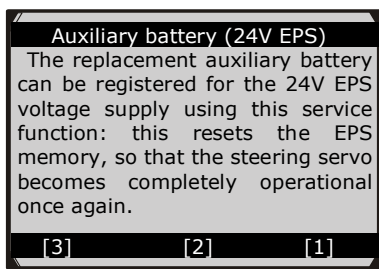 Auxiliary battery (24V EPS)
The replacement auxiliary battery
can be registered for the 24V EPS
voltage supply using this service
function: this resets the EPS
memory, so that the steering servo
becomes completely operational
once again.
[3] [2] [1]